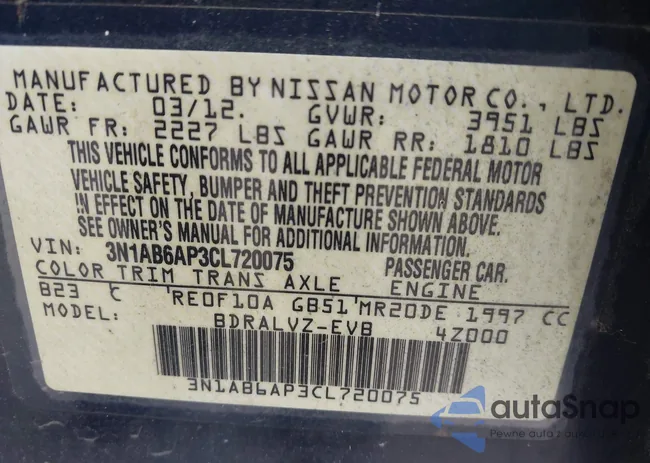 MANUFACTURED BY NISSAN MOTOR CO., LTD.
DATE: 03/12. GVWR: 3951 LBS
GAWR FR: 2227 LBS GAWR RR: 1810 LBS
THIS VEHICLE CONFORMS TO ALL APPLICABLE FEDERAL MOTOR
VEHICLE SAFETY, BUMPER AND THEFT PREVENTION STANDARDS
IN EFFECT ON THE DATE OF MANUFACTURE SHOWN ABOVE.
SEE OWNER'S MANUAL FOR ADDITIONAL INFORMATION.
VIN: 3N1AB6AP3CL720075 PASSENGER CAR.
COLOR TRIM TRANS AXLE ENGINE
B23 C RE0F10A GB51 MR20DE 1997 CC
MODEL: BDRALVZ-EVB 4Z000
3N1AB6AP3CL720075
autoSnap
Pewne auta z aukcji